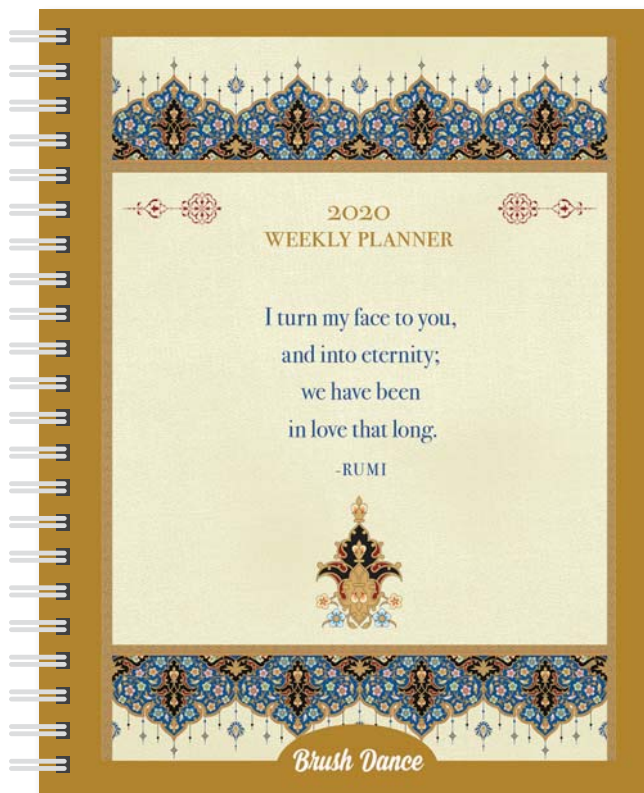 2020
WEEKLY PLANNER
I turn my face to you,
and into eternity;
we have been
in love that long.
-RUMI
Brush Dance